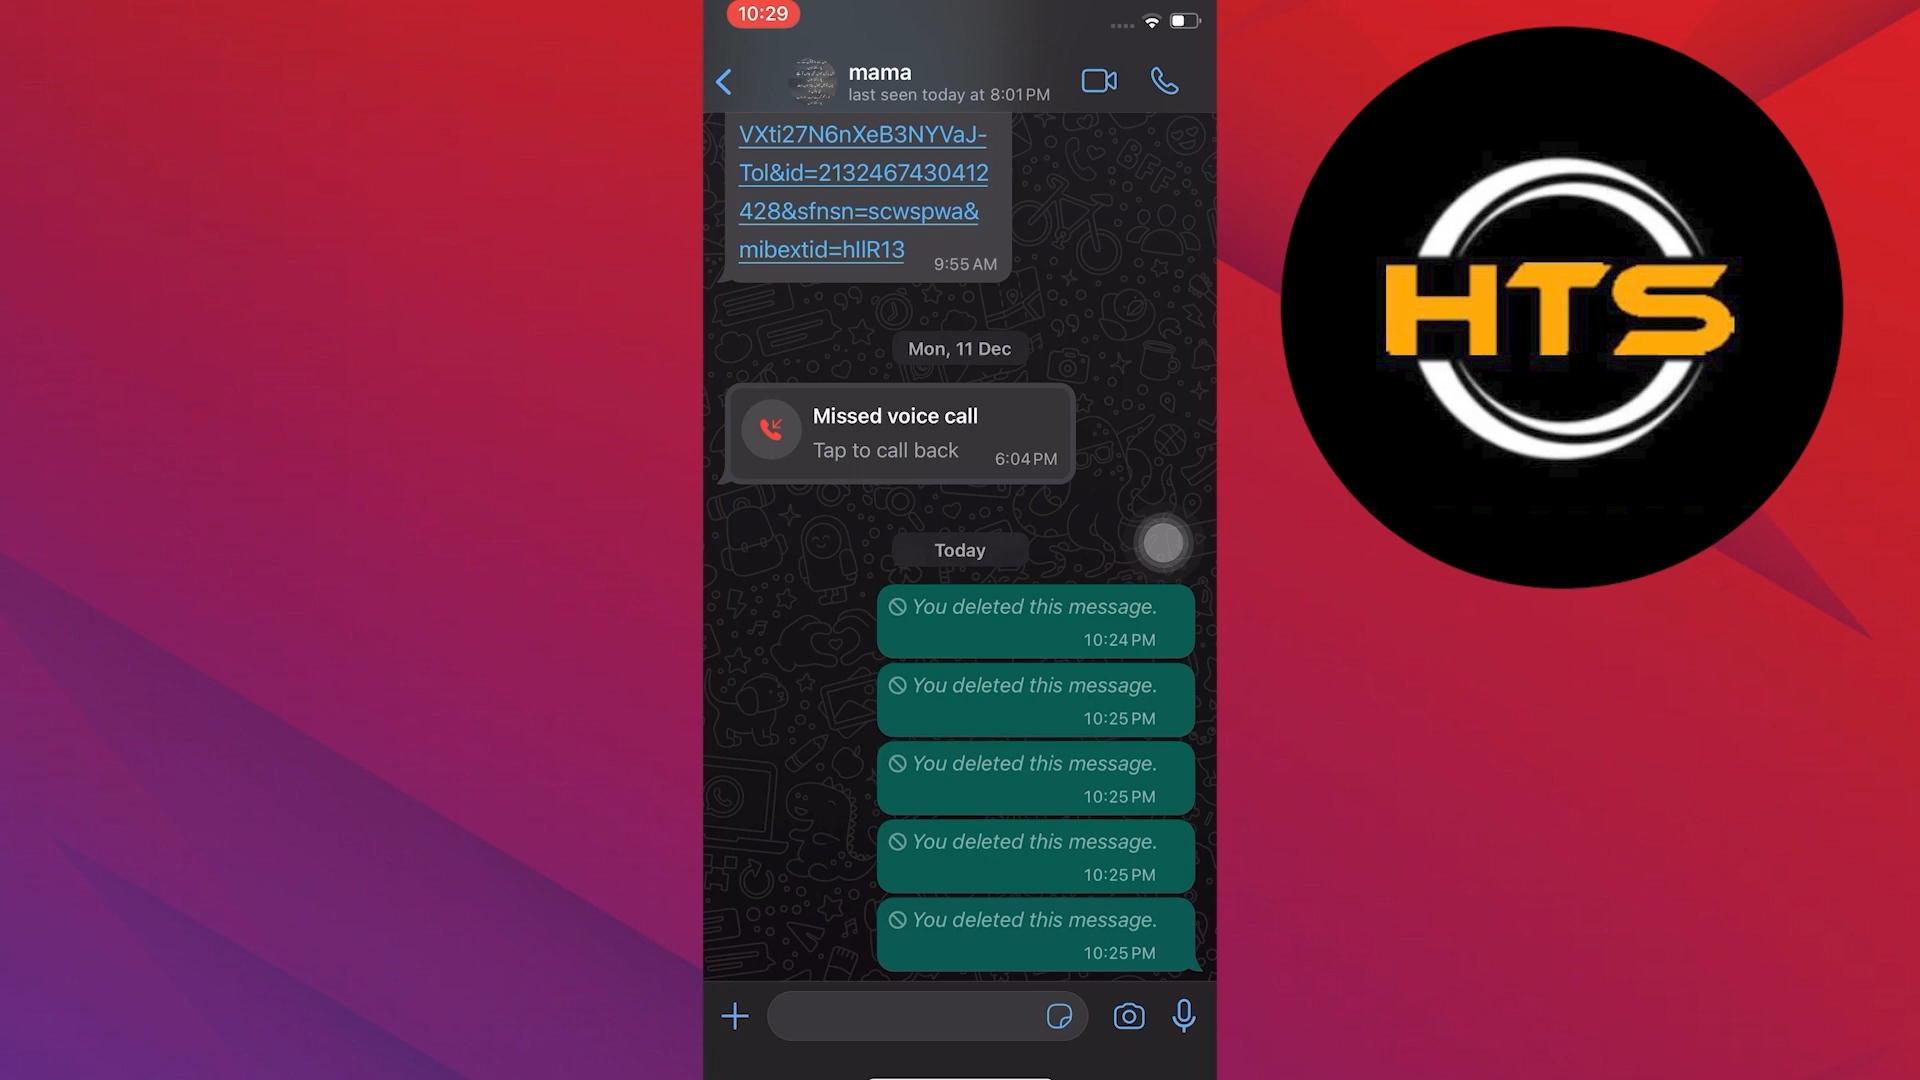 10:29
mama
last seen today at 8:01 PM
VXti27N6nXeB3NYVaJ-
Tol&id=2132467430412
428&sfnsn=scwspwa&
mibextid=hIlR13
9:55 AM
Mon, 11 Dec
Missed voice call
Tap to call back
6:04 PM
Today
You deleted this message.
10:24 PM
You deleted this message.
10:25 PM
You deleted this message.
10:25 PM
You deleted this message.
10:25 PM
You deleted this message.
10:25 PM
HTS